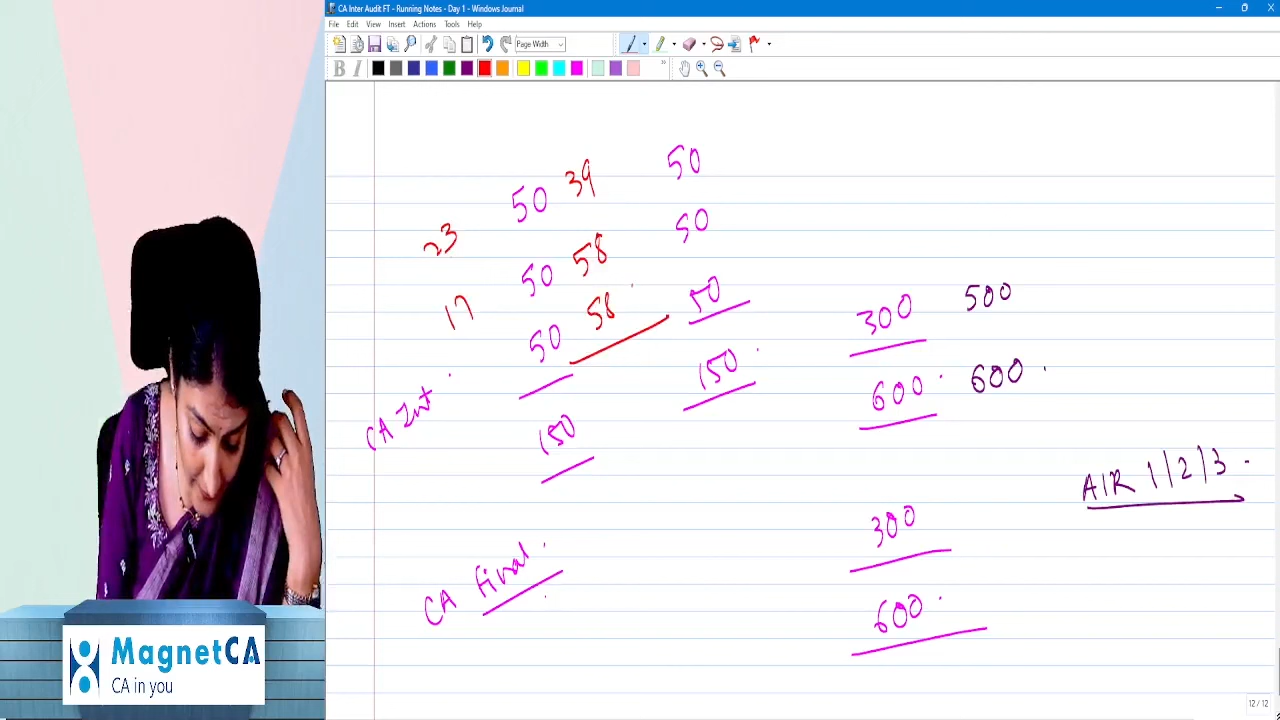 CA Inter Audit FT - Running Notes - Day 1 - Windows Journal
File Edit View Insert Actions Tools Help
Page Width
B I
50 39 50
23 50 58 50
17 50 58 50
CA Int 150 150
300 500
600 600
AIR 1/2/3
CA Final 300
600
MagnetCA
CA in you
12 / 12